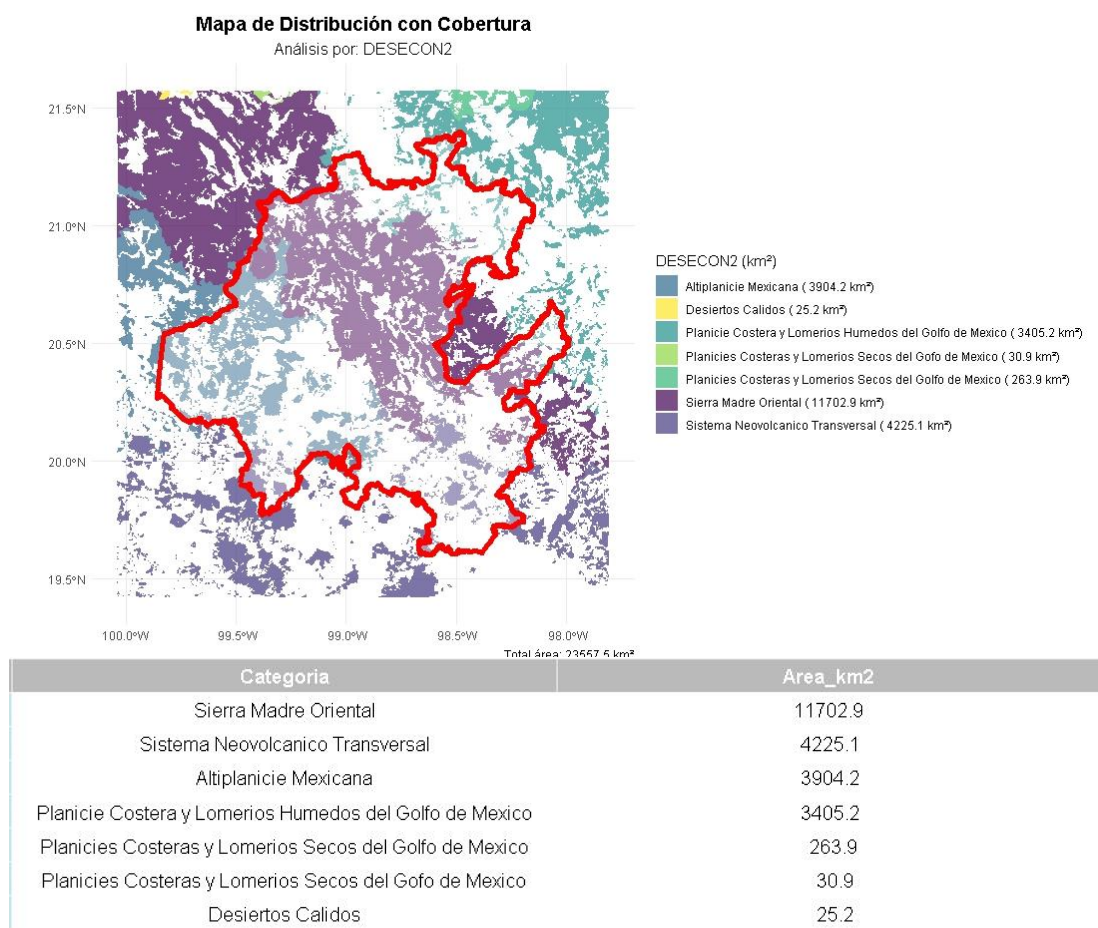 Mapa de Distribución con Cobertura
Análisis por: DESECON2
21.5°N
21.0°N
20.5°N
20.0°N
19.5°N
100.0°W 99.5°W 99.0°W 98.5°W 98.0°W
DESECON2 (km²)
Altiplanicie Mexicana ( 3904.2 km²)
Desiertos Calidos ( 25.2 km²)
Planicie Costera y Lomerios Humedos del Golfo de Mexico ( 3405.2 km²)
Planicies Costeras y Lomerios Secos del Gofo de Mexico ( 30.9 km²)
Planicies Costeras y Lomerios Secos del Golfo de Mexico ( 263.9 km²)
Sierra Madre Oriental ( 11702.9 km²)
Sistema Neovolcanico Transversal ( 4225.1 km²)
Total área: 23557.5 km²
Categoria Area_km2
Sierra Madre Oriental 11702.9
Sistema Neovolcanico Transversal 4225.1
Altiplanicie Mexicana 3904.2
Planicie Costera y Lomerios Humedos del Golfo de Mexico 3405.2
Planicies Costeras y Lomerios Secos del Golfo de Mexico 263.9
Planicies Costeras y Lomerios Secos del Gofo de Mexico 30.9
Desiertos Calidos 25.2